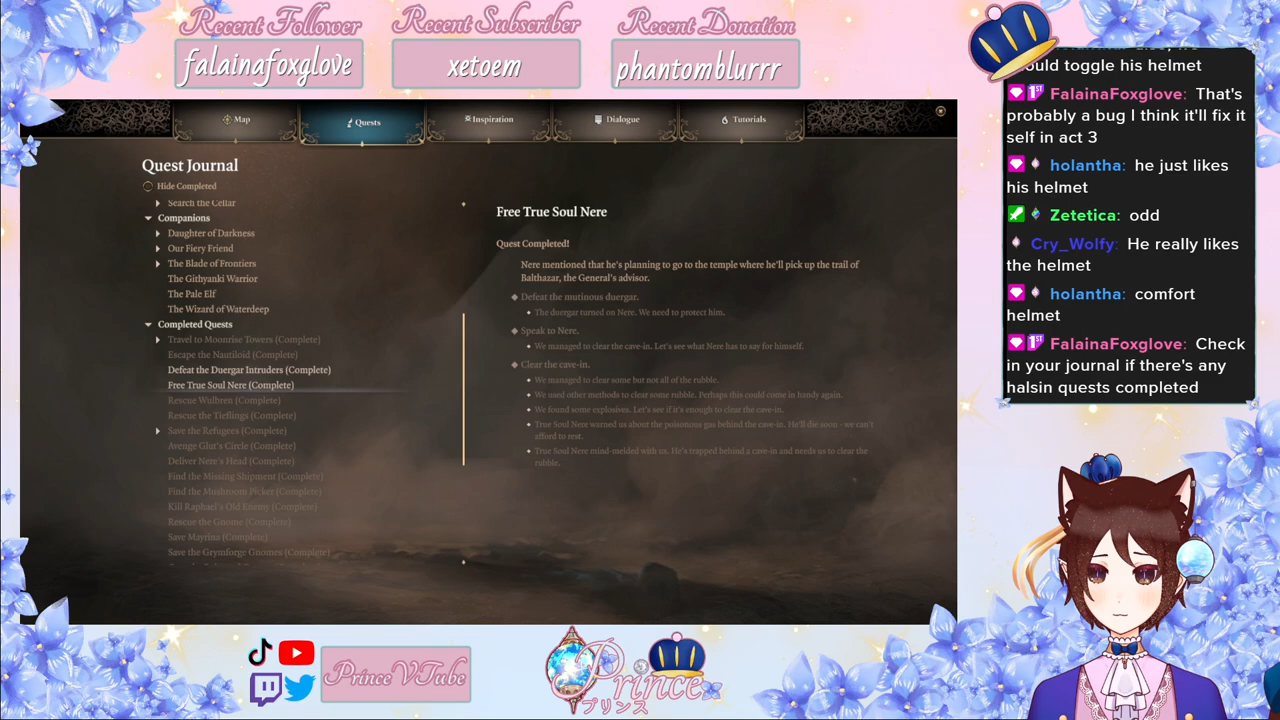 Recent Follower
falainafoxglove
Recent Subscriber
xetoem
Recent Donation
phantomblurrr
Map
Quests
Inspiration
Dialogue
Tutorials
Quest Journal
Hide Completed
Search the Cellar
Companions
Daughter of Darkness
Our Fiery Friend
The Blade of Frontiers
The Githyanki Warrior
The Pale Elf
The Wizard of Waterdeep
Completed Quests
Travel to Moonrise Towers (Complete)
Escape the Nautiloid (Complete)
Defeat the Duergar Intruders (Complete)
Free True Soul Nere (Complete)
Rescue Wulbren (Complete)
Rescue the Tieflings (Complete)
Save the Refugees (Complete)
Avenge Glut's Circle (Complete)
Deliver Nere's Head (Complete)
Find the Missing Shipment (Complete)
Find the Mushroom Picker (Complete)
Kill Raphael's Old Enemy (Complete)
Rescue the Gnome (Complete)
Save Mayrina (Complete)
Save the Grymforge Gnomes (Complete)
Free True Soul Nere
Quest Completed!
Nere mentioned that he's planning to go to the temple where he'll pick up the trail of
Balthazar, the General's advisor.
Defeat the mutinous duergar.
The duergar turned on Nere. We need to protect him.
Speak to Nere.
We managed to clear the cave-in. Let's see what Nere has to say for himself.
Clear the cave-in.
We managed to clear some but not all of the rubble.
We used other methods to clear some rubble. Perhaps this could come in handy again.
We found some explosives. Let's see if it's enough to clear the cave-in.
True Soul Nere warned us about the poisonous gas behind the cave-in. He'll die soon - we can't
afford to rest.
True Soul Nere mind-melded with us. He's trapped behind a cave-in and needs us to clear the
rubble.
ould toggle his helmet
FalainaFoxglove: That's
probably a bug I think it'll fix it
self in act 3
holantha: he just likes
his helmet
Zetetica: odd
Cry_Wolfy: He really likes
the helmet
holantha: comfort
helmet
FalainaFoxglove: Check
in your journal if there's any
halsin quests completed
Prince VTube
Prince
プリンス